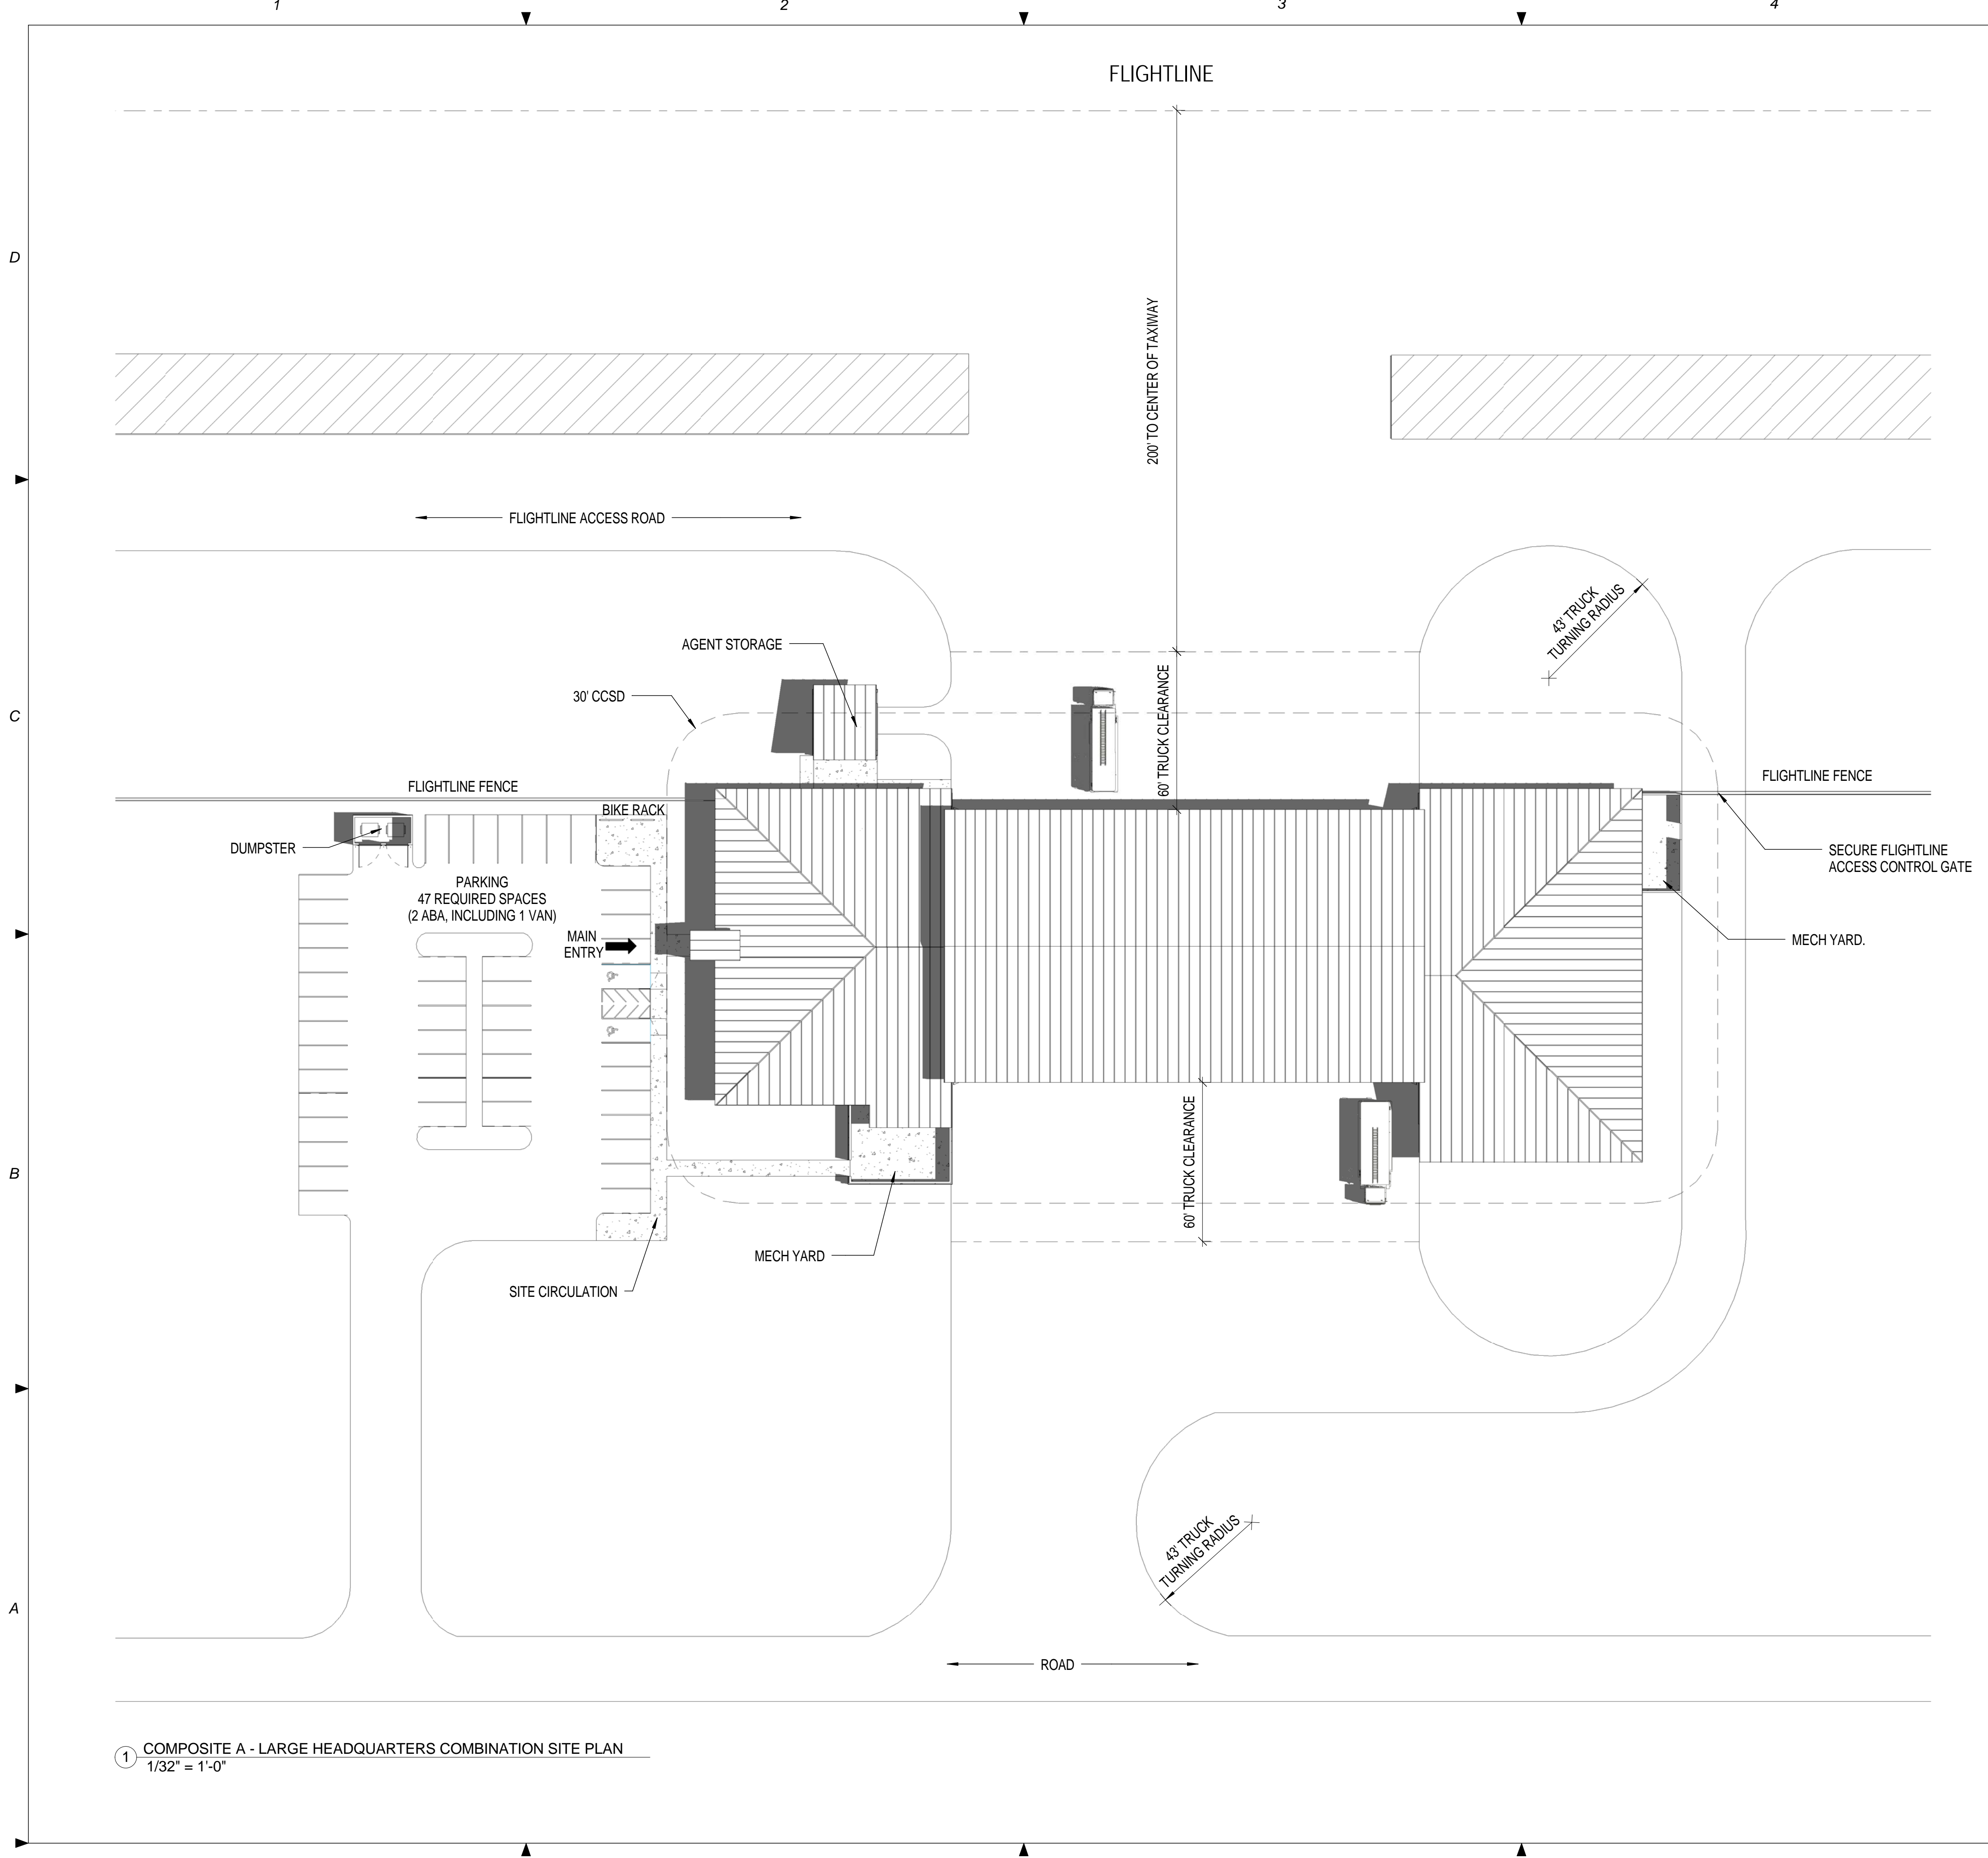 1
2
3
4
FLIGHTLINE
D
200' TO CENTER OF TAXIWAY
FLIGHTLINE ACCESS ROAD
43' TRUCK
TURNING RADIUS
AGENT STORAGE
30' CCSD
60' TRUCK CLEARANCE
C
FLIGHTLINE FENCE
FLIGHTLINE FENCE
BIKE RACK
DUMPSTER
SECURE FLIGHTLINE
ACCESS CONTROL GATE
PARKING
47 REQUIRED SPACES
(2 ABA, INCLUDING 1 VAN)
MAIN
ENTRY
MECH YARD.
60' TRUCK CLEARANCE
B
MECH YARD
SITE CIRCULATION
43' TRUCK
TURNING RADIUS
A
ROAD
1
COMPOSITE A - LARGE HEADQUARTERS COMBINATION SITE PLAN
1/32" = 1'-0"